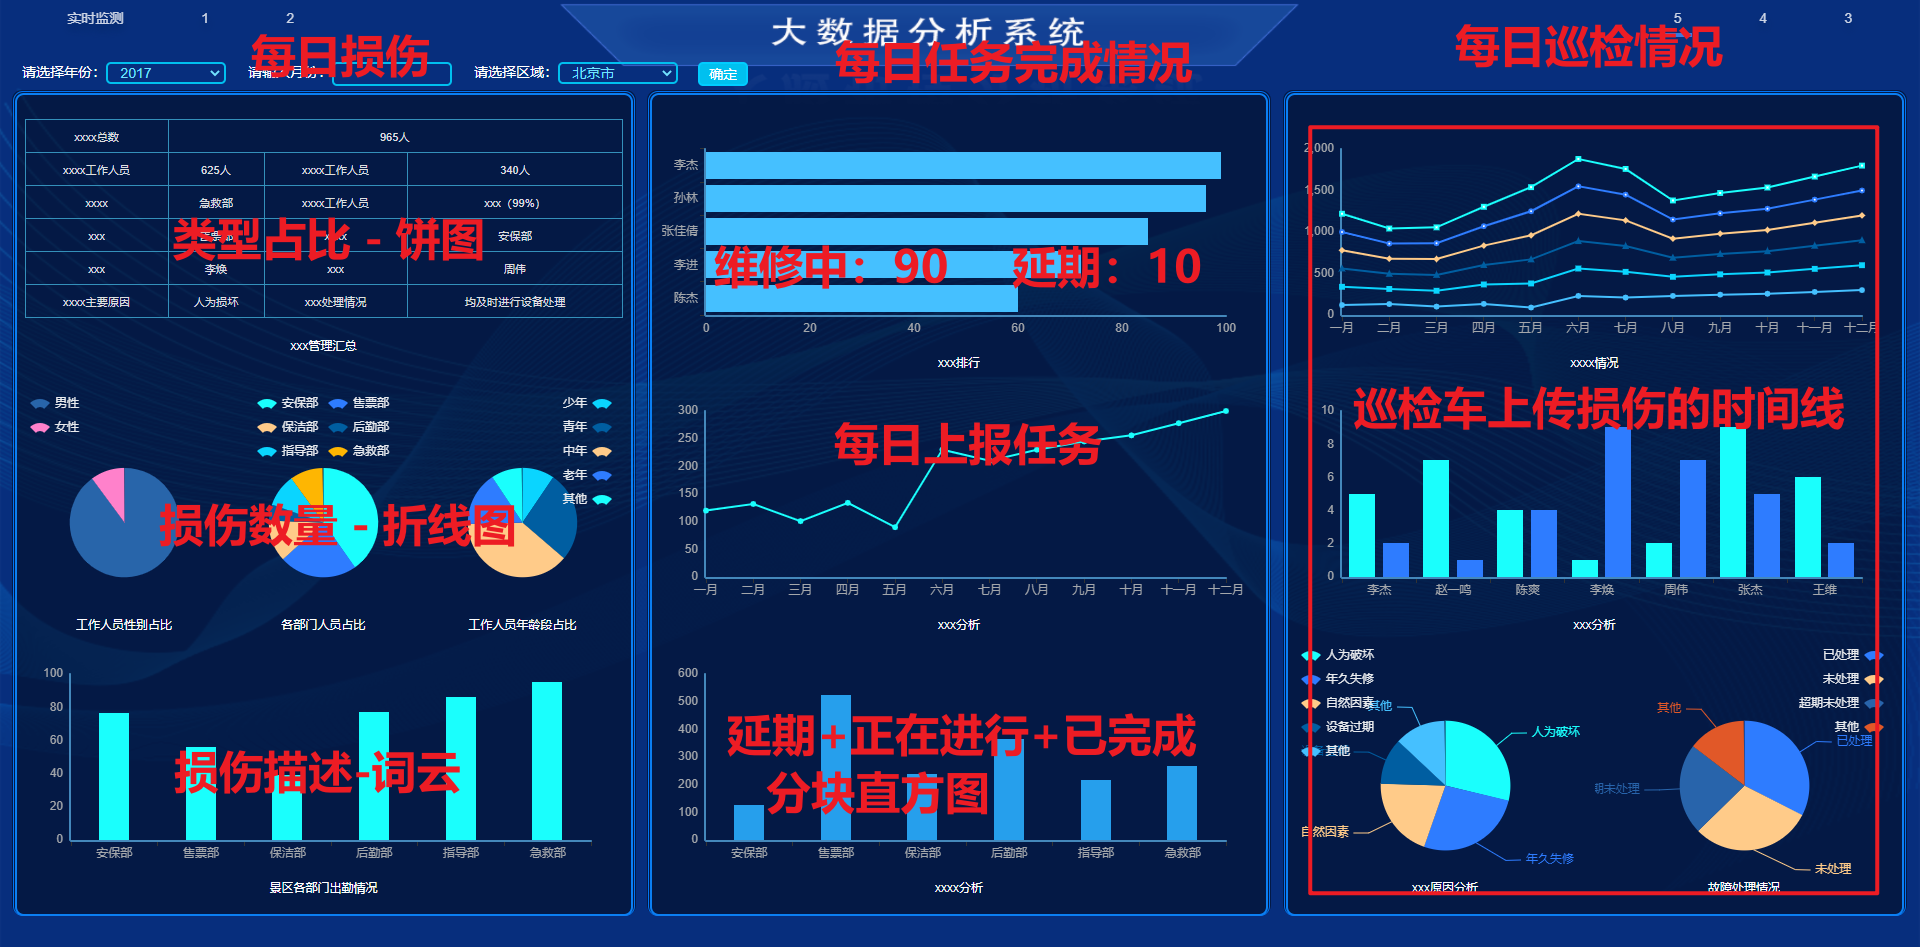 实时监测 1 2
大数据分析系统
5 4 3
每日损伤
每日任务完成情况
每日巡检情况
请选择年份： 2017 请输入月份： 请选择区域： 北京市 确定
xxxx总数 965人
xxxx工作人员 625人 xxxx工作人员 340人
xxxx 急救部 xxxx工作人员 xxx（99%）
xxx 安保部
类型占比 - 饼图
xxx 李焕 xxx 周伟
xxxx主要原因 人为损坏 xxx处理情况 均及时进行设备处理
xxx管理汇总
男性
女性
安保部 售票部
保洁部 后勤部
指导部 急救部
少年
青年
中年
老年
其他
损伤数量 - 折线图
工作人员性别占比 各部门人员占比 工作人员年龄段占比
100
80
60
40
20
0
损伤描述-词云
安保部 售票部 保洁部 后勤部 指导部 急救部
景区各部门出勤情况
李杰
孙林
张佳倩
李进
陈杰
维修中：90 延期：10
0 20 40 60 80 100
xxx排行
300
250
200
150
100
50
0
每日上报任务
一月 二月 三月 四月 五月 六月 七月 八月 九月 十月 十一月 十二月
xxx分析
600
500
400
300
200
100
0
延期+正在进行+已完成
分块直方图
安保部 售票部 保洁部 后勤部 指导部 急救部
xxxx分析
2,000
1,500
1,000
500
0
一月 二月 三月 四月 五月 六月 七月 八月 九月 十月 十一月 十二月
xxxx情况
巡检车上传损伤的时间线
10
8
6
4
2
0
李杰 赵一鸣 陈爽 李焕 周伟 张杰 王维
xxx分析
人为破坏
年久失修
自然因素
设备过期
其他
其他
人为破坏
自然因素
年久失修
xxx原因分析
已处理
未处理
超期未处理
其他
其他
已处理
期未处理
未处理
故障处理情况